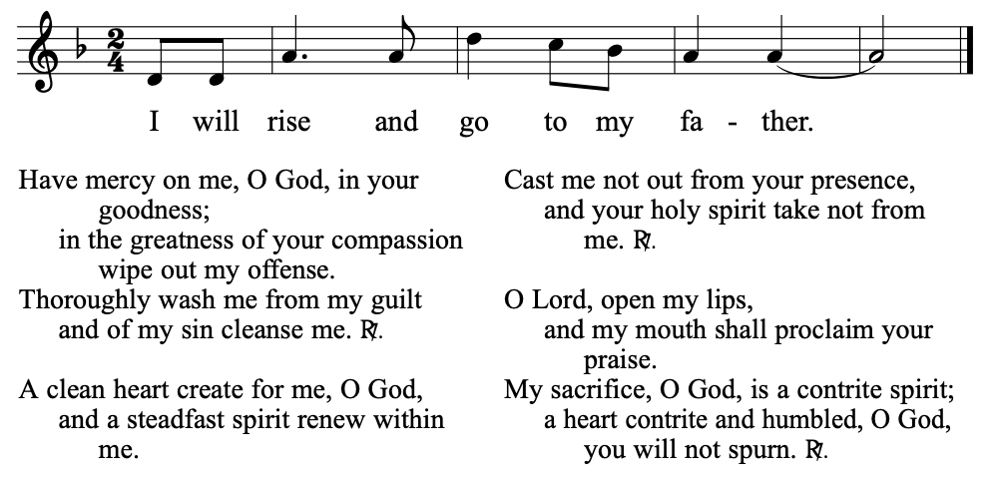 2
4
I will rise and go to my fa - ther.
Have mercy on me, O God, in your
goodness;
in the greatness of your compassion
wipe out my offense.
Thoroughly wash me from my guilt
and of my sin cleanse me. ℟.
A clean heart create for me, O God,
and a steadfast spirit renew within
me.
Cast me not out from your presence,
and your holy spirit take not from
me. ℟.
O Lord, open my lips,
and my mouth shall proclaim your
praise.
My sacrifice, O God, is a contrite spirit;
a heart contrite and humbled, O God,
you will not spurn. ℟.